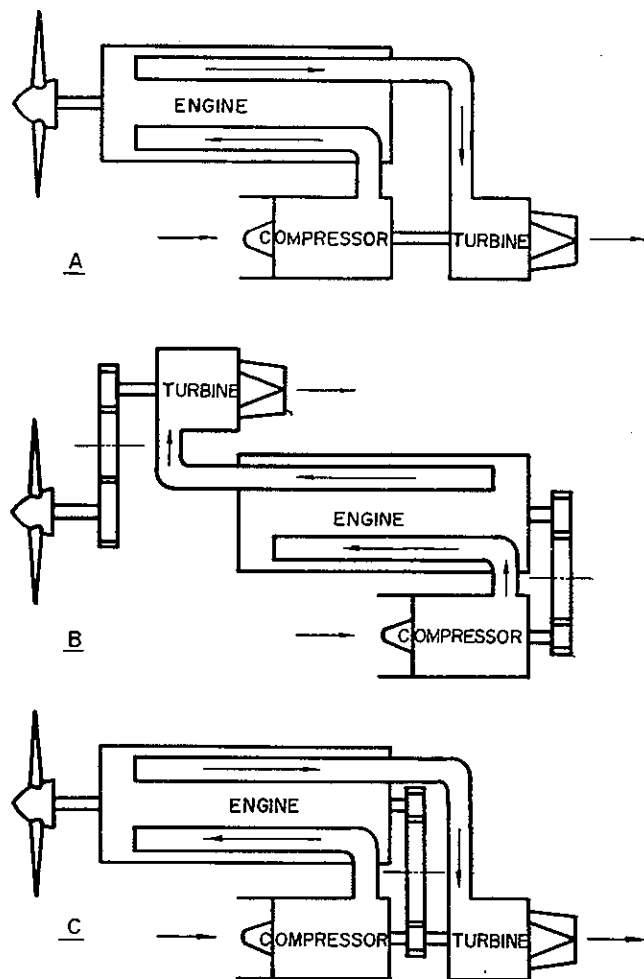 ENGINE
COMPRESSOR
TURBINE
A
TURBINE
ENGINE
COMPRESSOR
B
ENGINE
COMPRESSOR
TURBINE
C